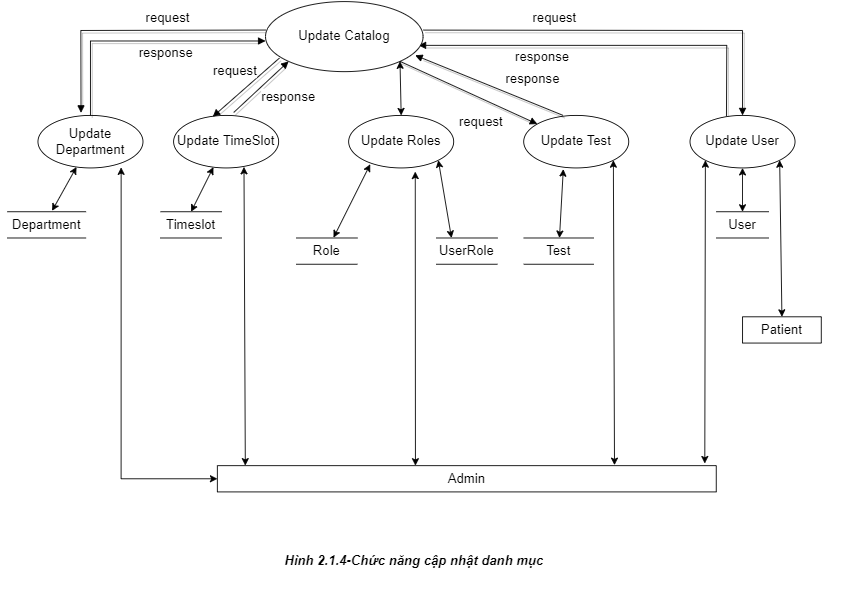 Update Catalog
request
response
request
response
request
response
request
response
Update
Department
Update TimeSlot
Update Roles
Update Test
Update User
Department
Timeslot
Role
UserRole
Test
User
Patient
Admin
Hình 2.1.4-Chức năng cập nhật danh mục